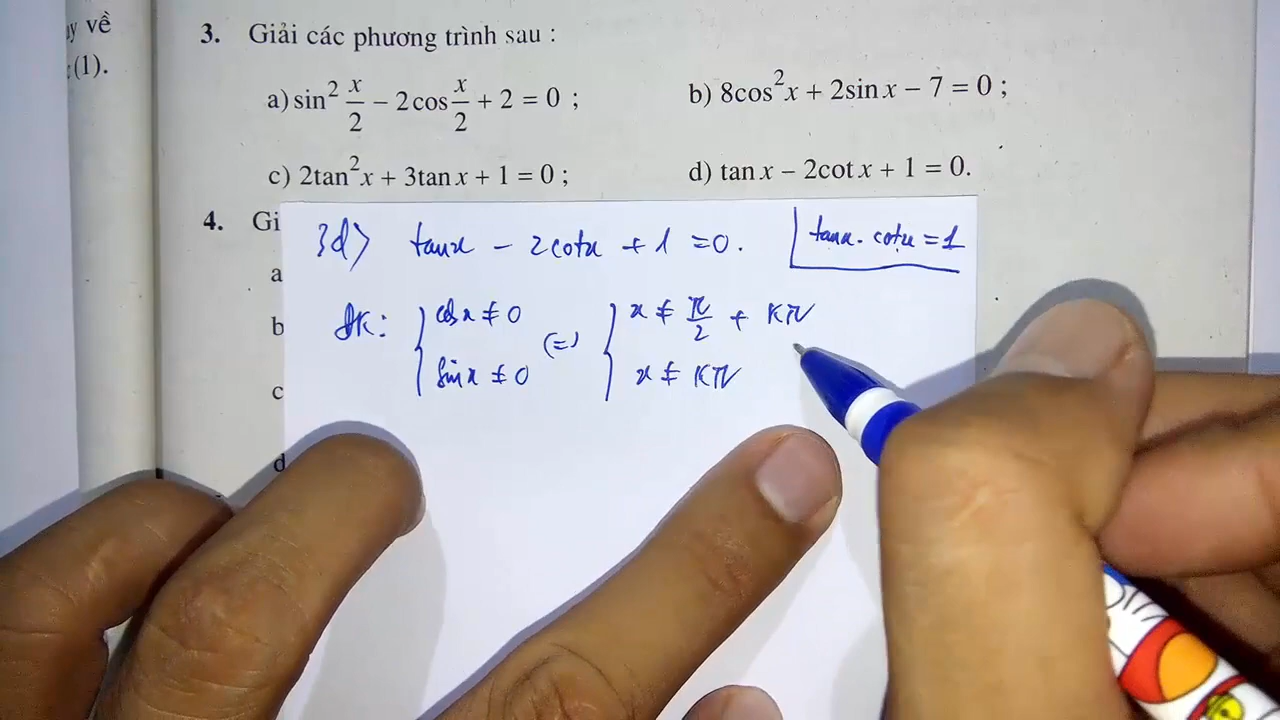 y về
(1).
3. Giải các phương trình sau :
a) sin² x/2 − 2cos x/2 + 2 = 0 ;
b) 8cos²x + 2sin x − 7 = 0 ;
c) 2tan²x + 3tan x + 1 = 0 ;
d) tan x − 2cot x + 1 = 0.
4. Gi
a
b
c
d
3d) tanx − 2cotx + 1 = 0.
tanx . cotx = 1
ĐK: { cosx ≠ 0 (=) { x ≠ π/2 + kπ
sinx ≠ 0 x ≠ kπ